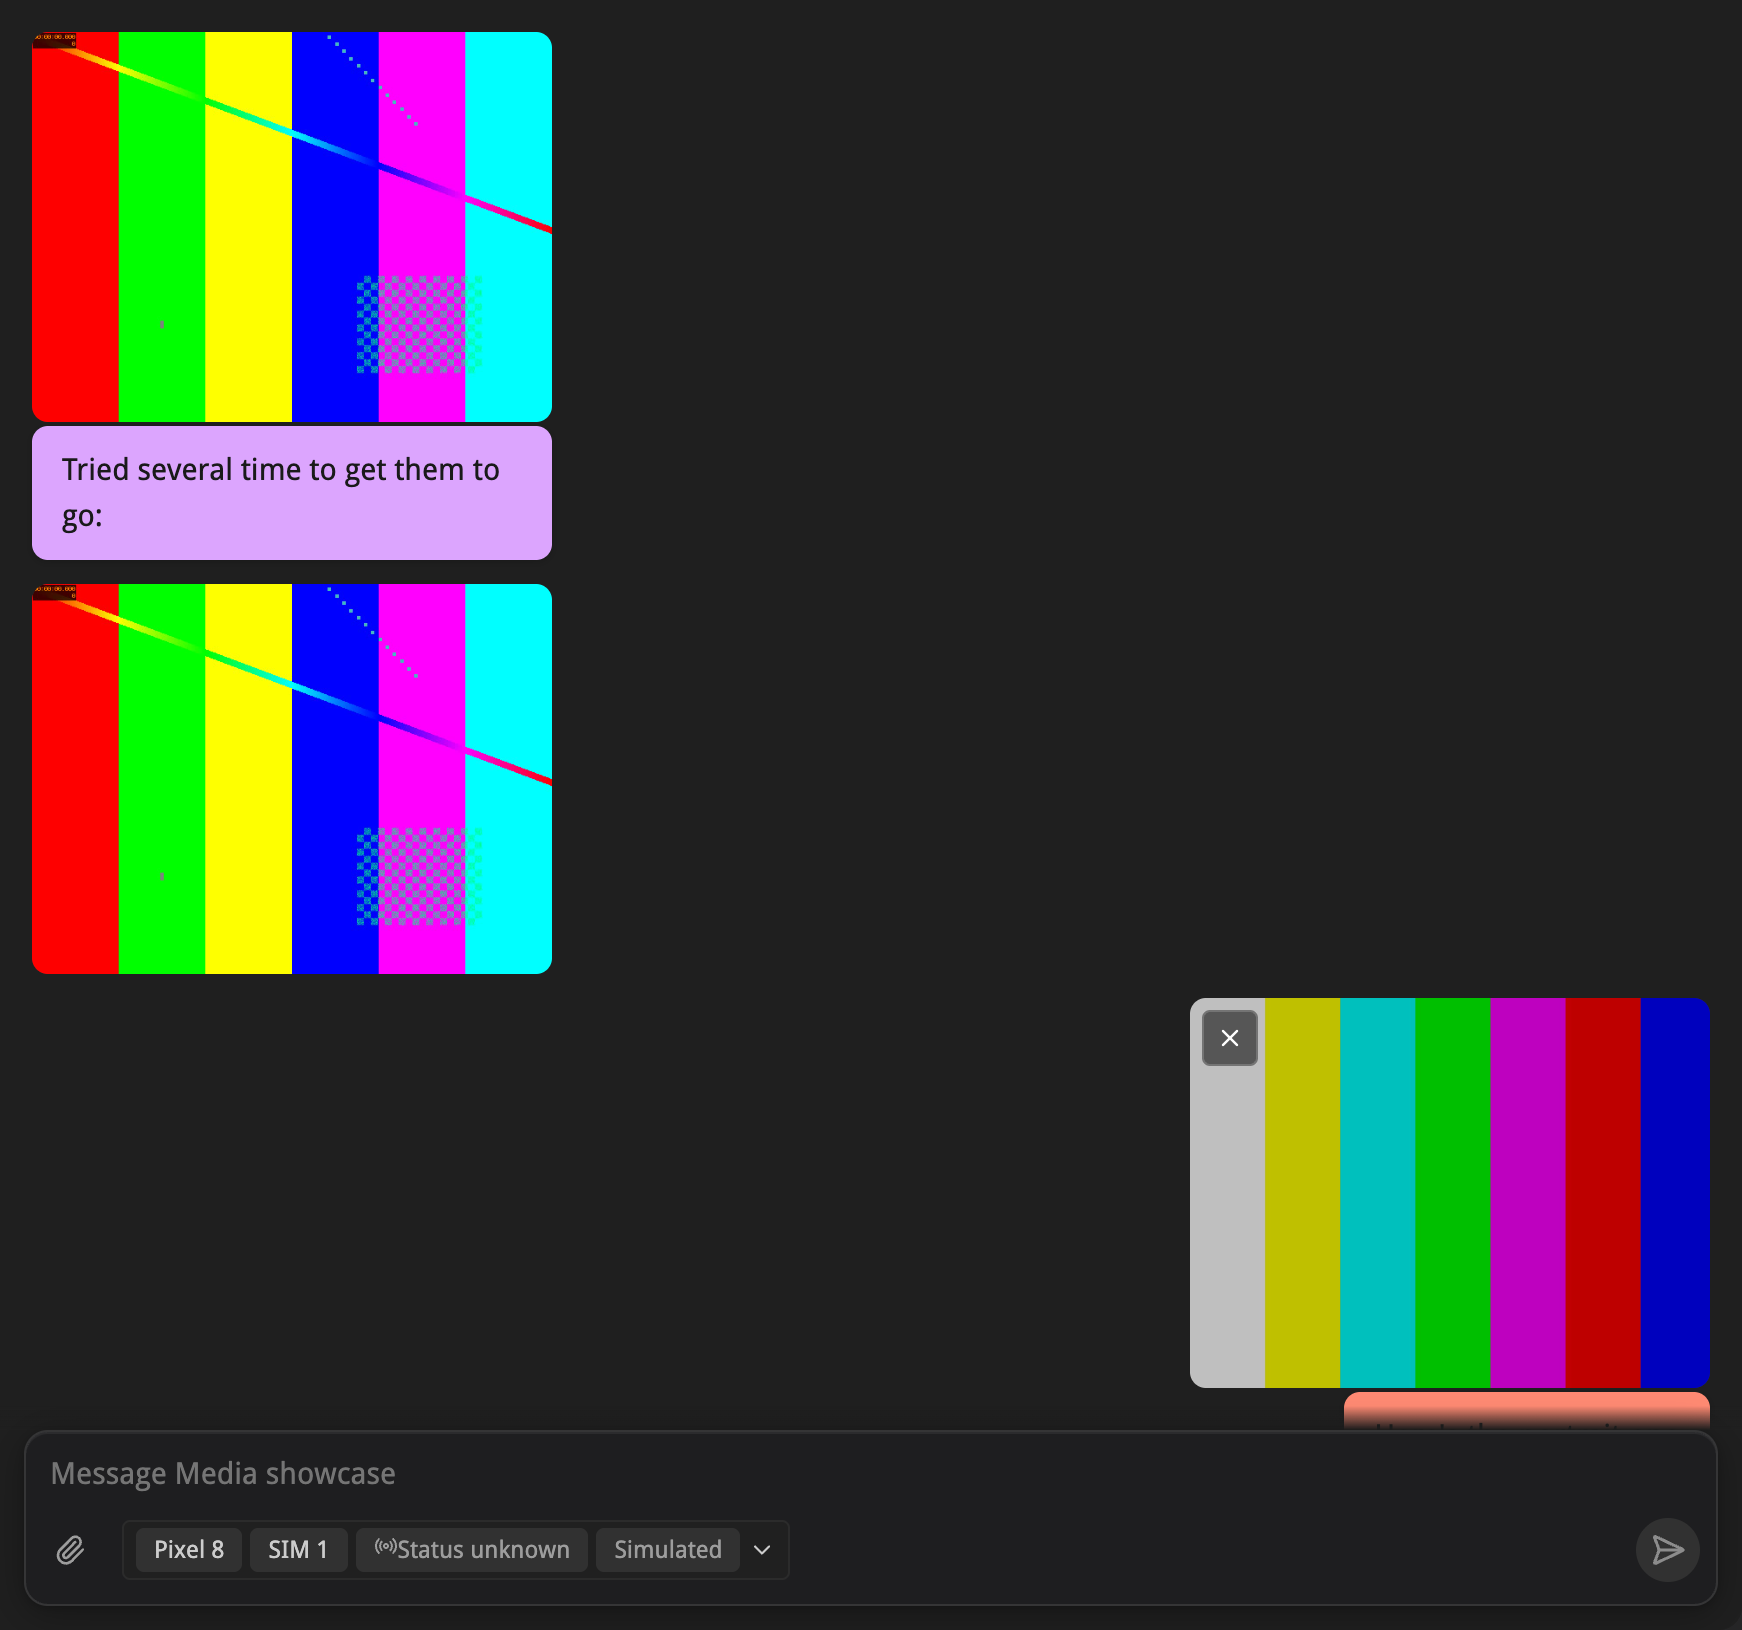 Tried several time to get them to
go:
Message Media showcase
Pixel 8 SIM 1 Status unknown Simulated